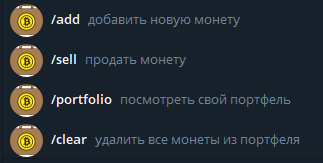 /add добавить новую монету
/sell продать монету
/portfolio посмотреть свой портфель
/clear удалить все монеты из портфеля